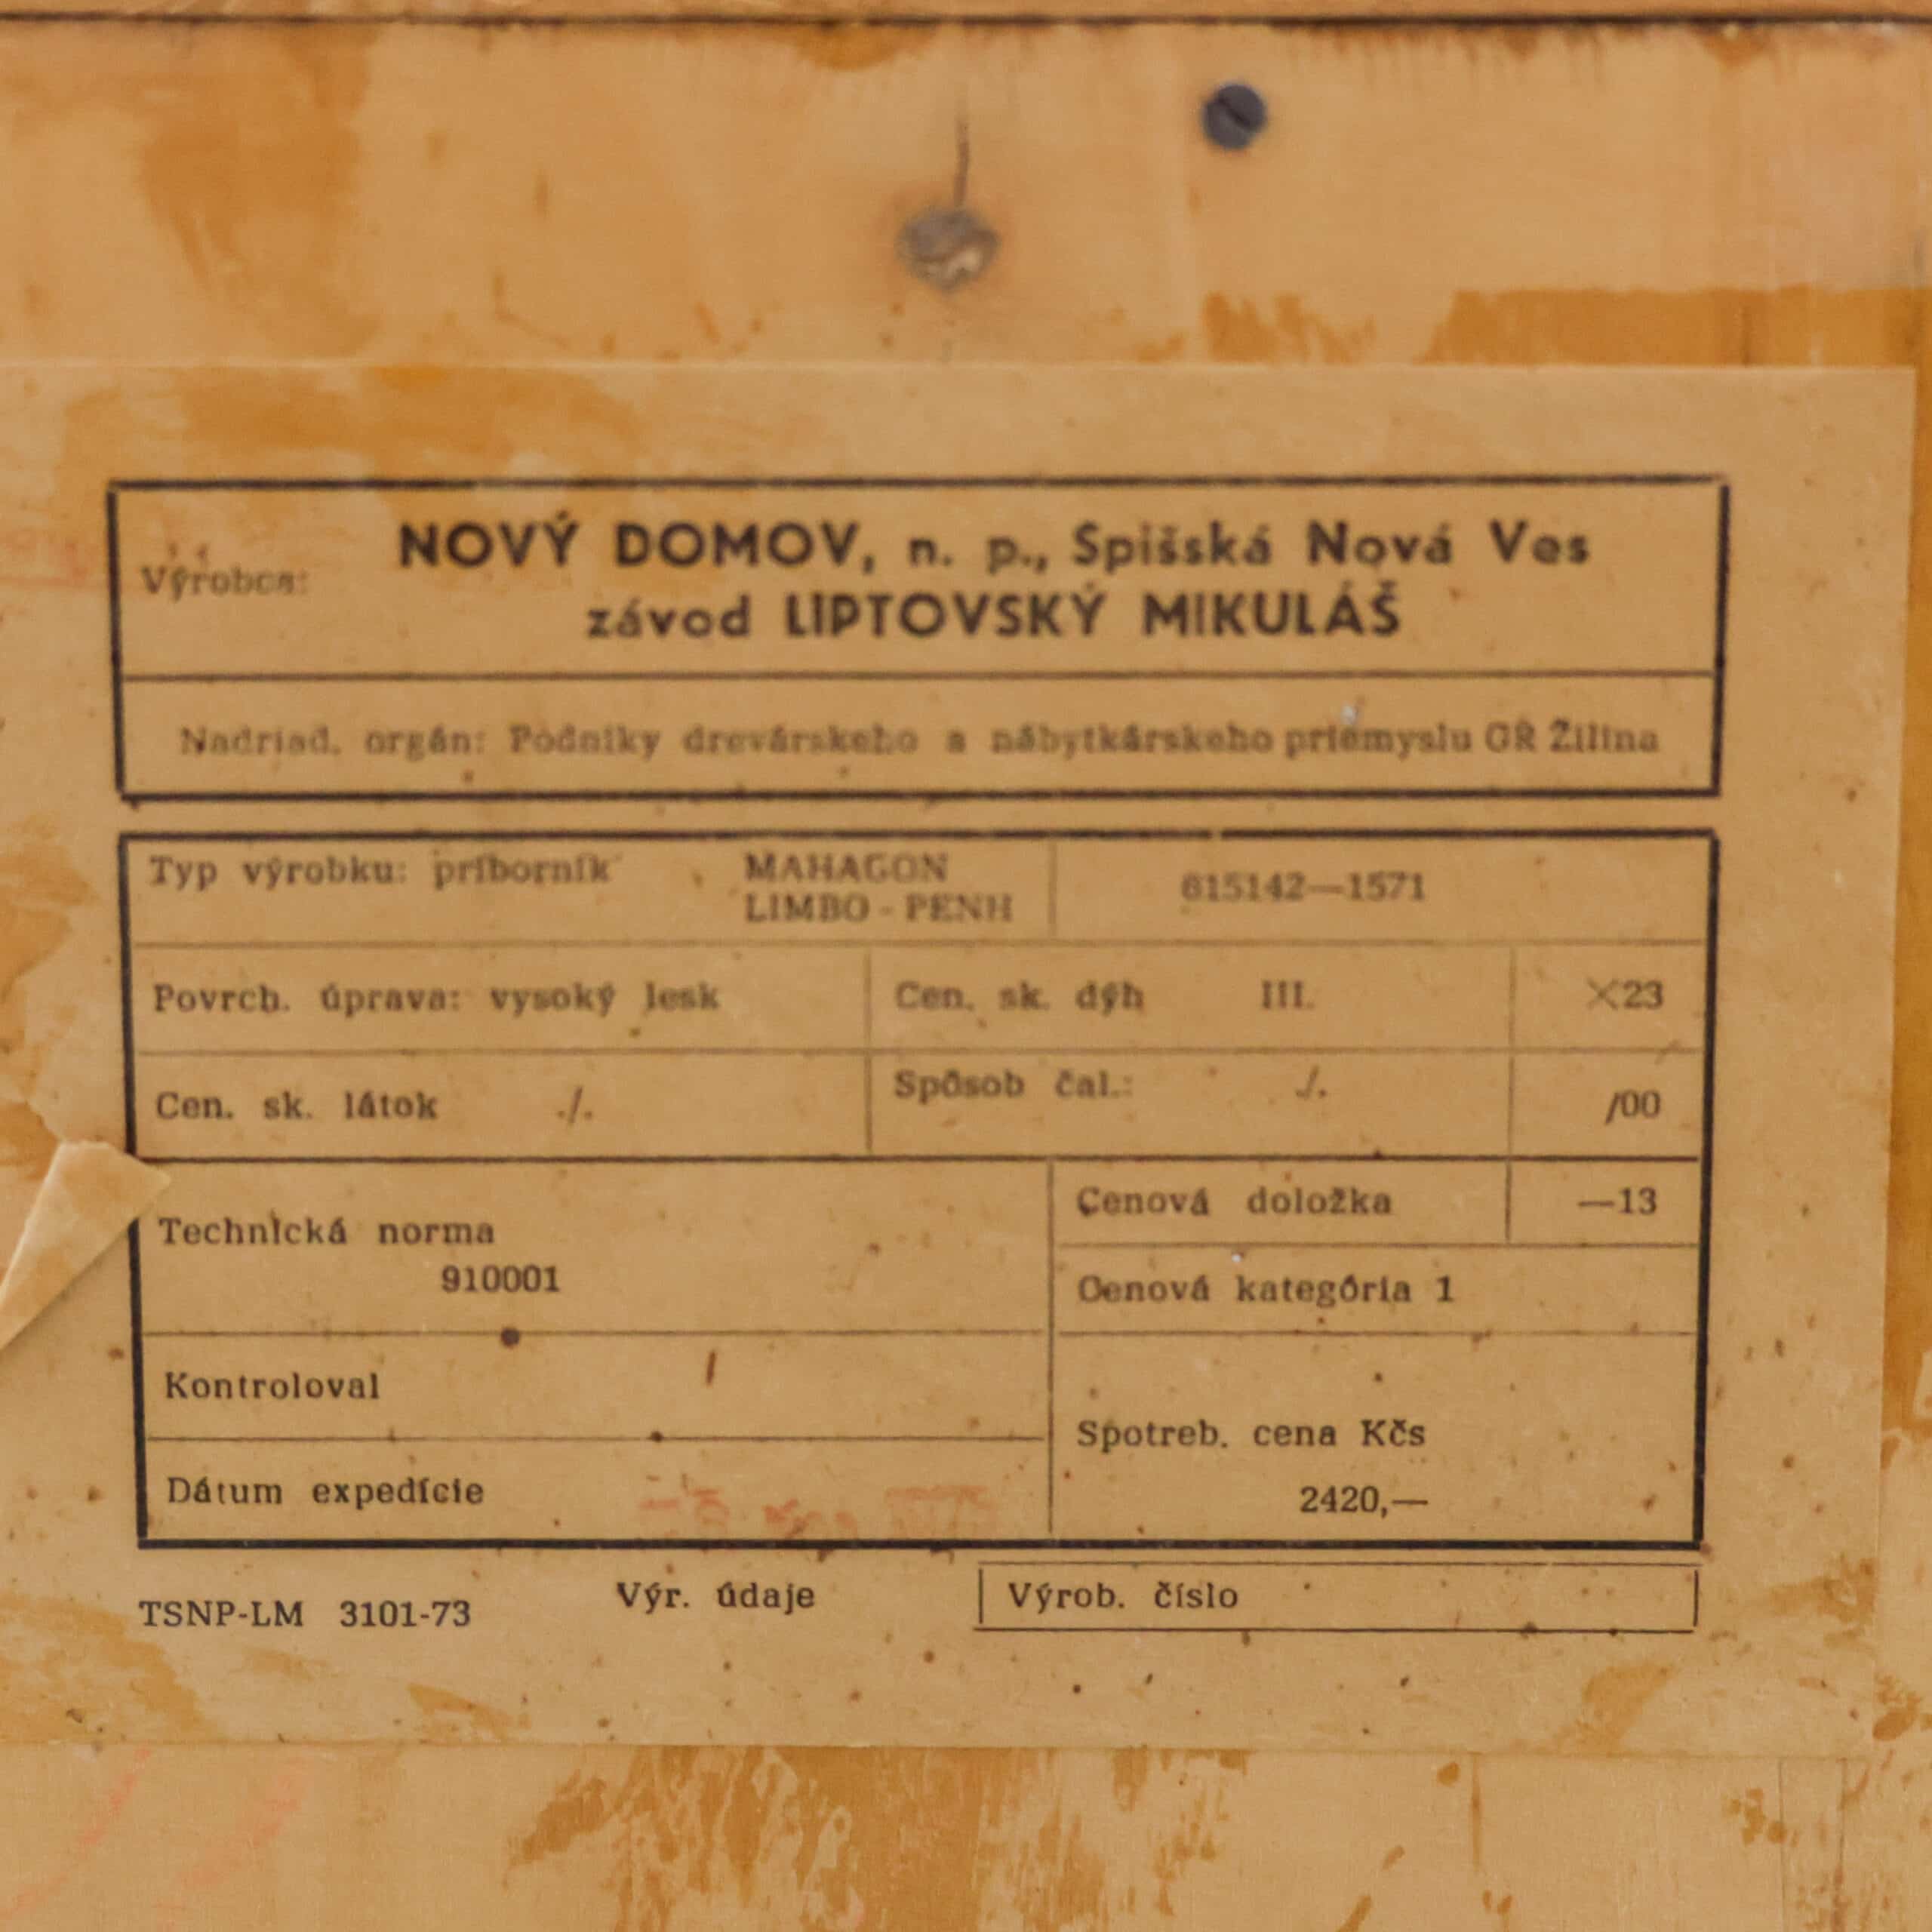 Výrobca: NOVÝ DOMOV, n. p., Spišská Nová Ves
závod LIPTOVSKÝ MIKULÁŠ
Nadriad. orgán: Podniky drevárskeho a nábytkárskeho priemyslu GR Žilina
Typ výrobku: príborník MAHAGON 615142—1571
LIMBO - PENH
Povrch. úprava: vysoký lesk Cen. sk. dýh III. ×23
Cen. sk. látok ./. Spôsob čal.: ./. /00
Technická norma Cenová doložka —13
910001 Cenová kategória 1
Kontroloval
Spotreb. cena Kčs
Dátum expedície 2420,—
TSNP-LM 3101-73 Výr. údaje Výrob. číslo